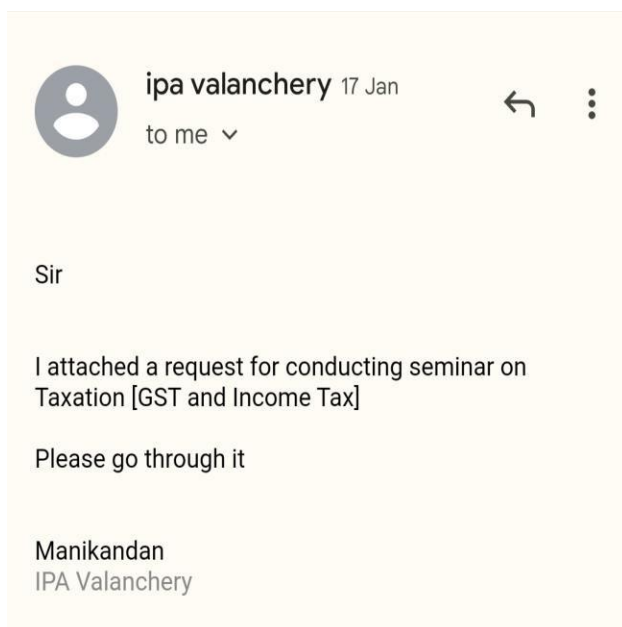 ipa valanchery 17 Jan
to me
Sir
I attached a request for conducting seminar on
Taxation [GST and Income Tax]
Please go through it
Manikandan
IPA Valanchery